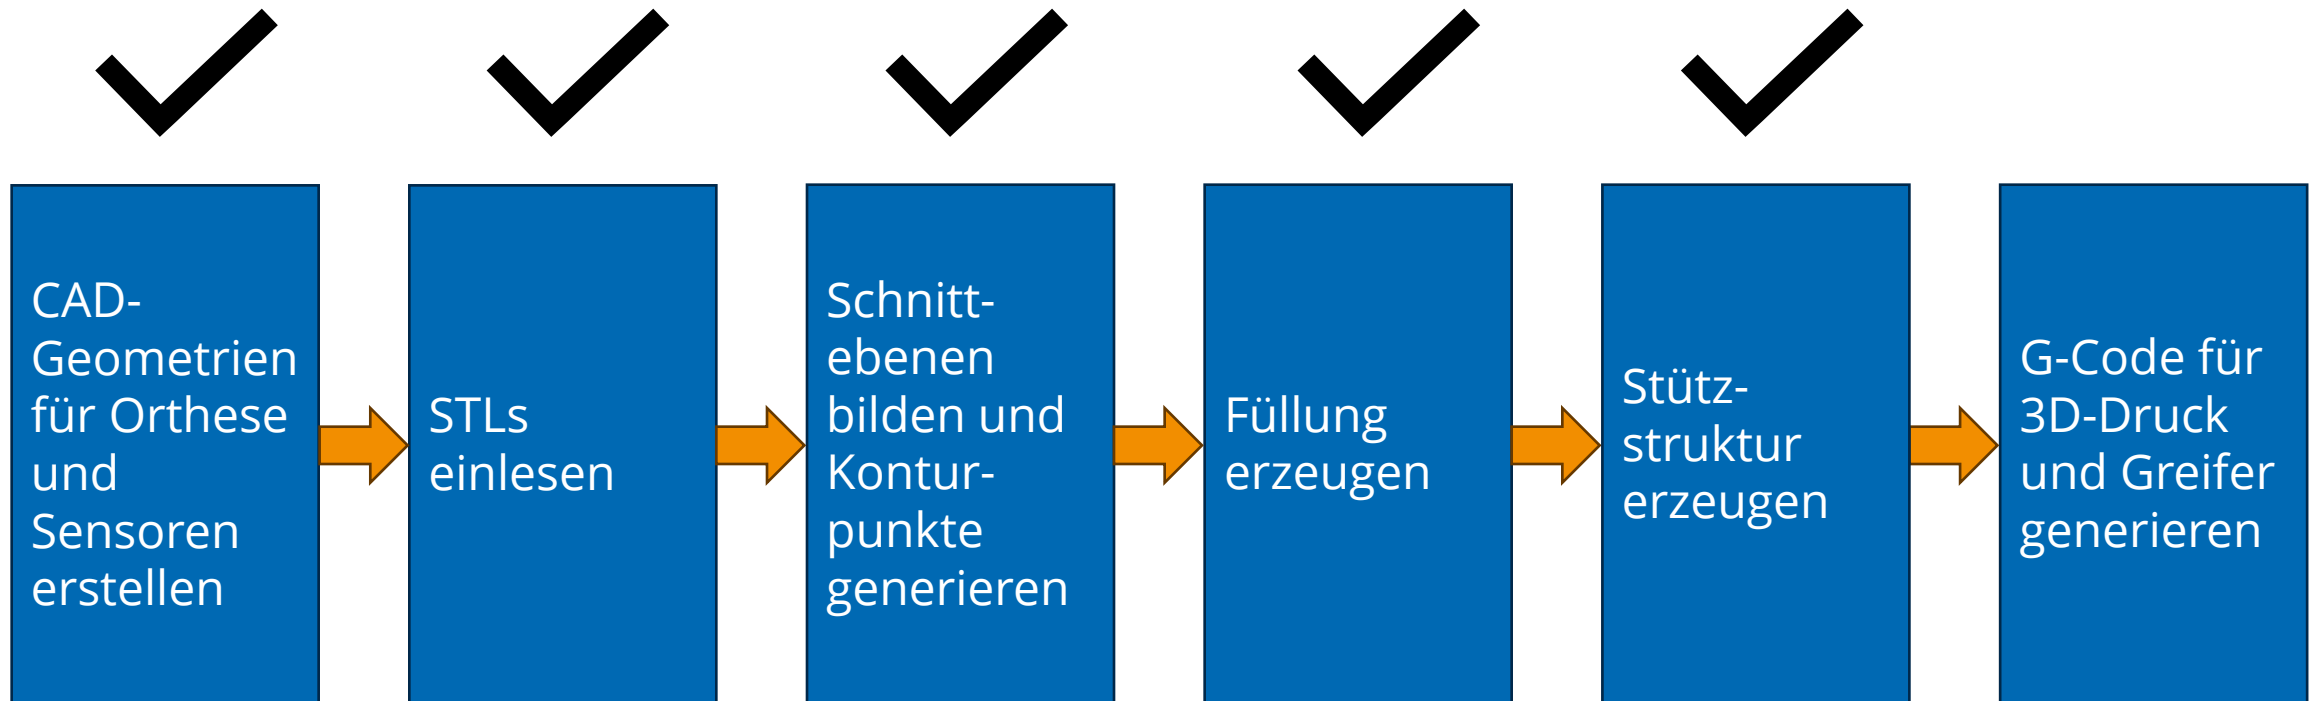 CAD-
Geometrien
für Orthese
und
Sensoren
erstellen
STLs
einlesen
Schnitt-
ebenen
bilden und
Kontur-
punkte
generieren
Füllung
erzeugen
Stütz-
struktur
erzeugen
G-Code für
3D-Druck
und Greifer
generieren